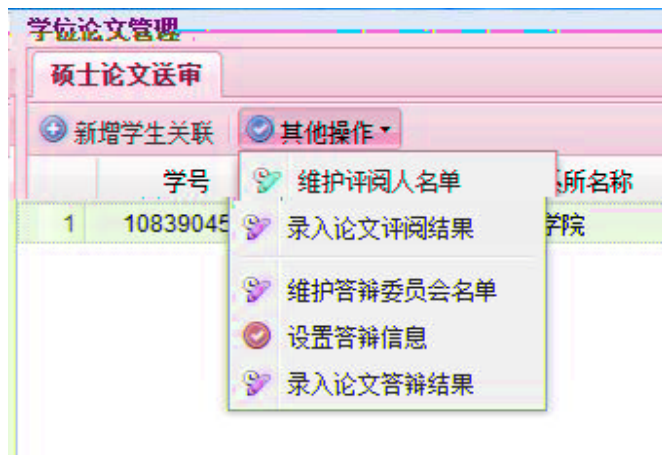 学位论文管理
硕士论文送审
新增学生关联 其他操作
学号 所名称
1 10839045 学院
维护评阅人名单
录入论文评阅结果
维护答辩委员会名单
设置答辩信息
录入论文答辩结果